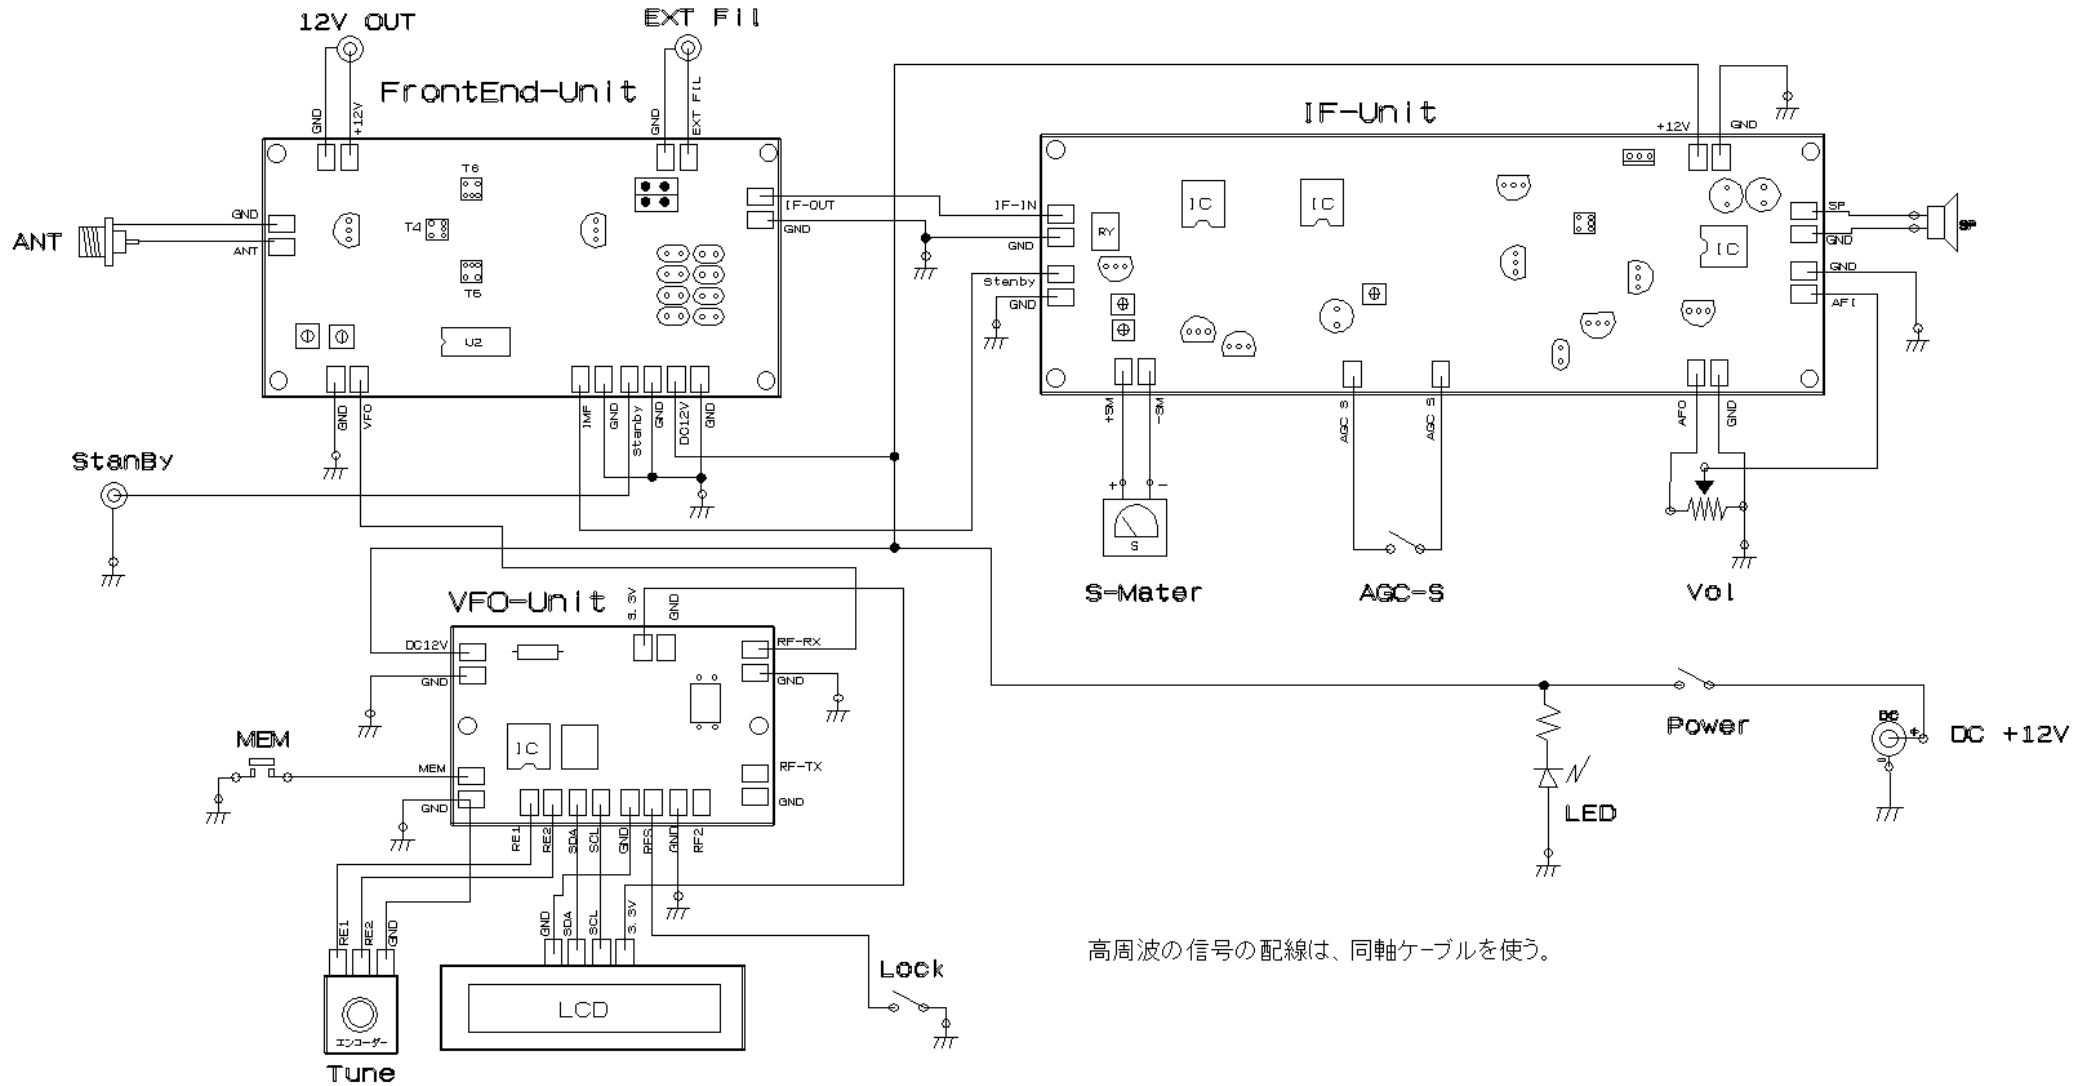 12V OUT
EXT Fil
FrontEnd-Unit
IF-Unit
GND
+12V
GND
EXT FIL
+12V
GND
T6
T4
T6
U2
GND
ANT
ANT
IF-OUT
GND
IF-IN
GND
Stanby
GND
RY
IC
IC
IC
SP
GND
SP
GND
AFI
GND
VFO
IMF
GND
Stanby
GND
DC12V
GND
+SM
-SM
AGC S
AGC S
AFO
GND
StanBy
+
-
S
S-Mater
AGC-S
Vol
VFO-Unit
3.3V
GND
DC12V
GND
RF-RX
GND
MEM
MEM
GND
IC
RF-TX
GND
RE1
RE2
SDA
SCL
GND
RFS
GND
RF2
Power
DC
+
-
DC +12V
LED
RE1
RE2
GND
GND
SDA
SCL
3.3V
エンコーダー
Tune
LCD
Lock
高周波の信号の配線は、同軸ケーブルを使う。